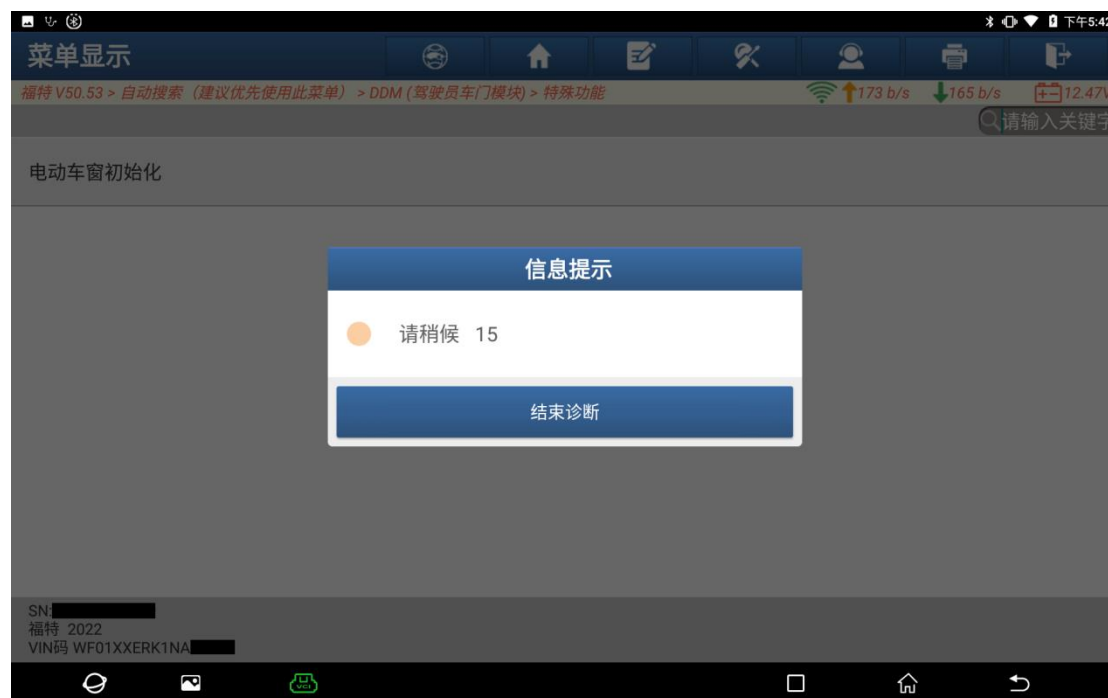 下午5:42
菜单显示
福特 V50.53 > 自动搜索（建议优先使用此菜单） > DDM (驾驶员车门模块) > 特殊功能 173 b/s 165 b/s 12.47V
请输入关键字
电动车窗初始化
信息提示
请稍候 15
结束诊断
SN:
福特 2022
VIN码 WF01XXERK1NA
VCI